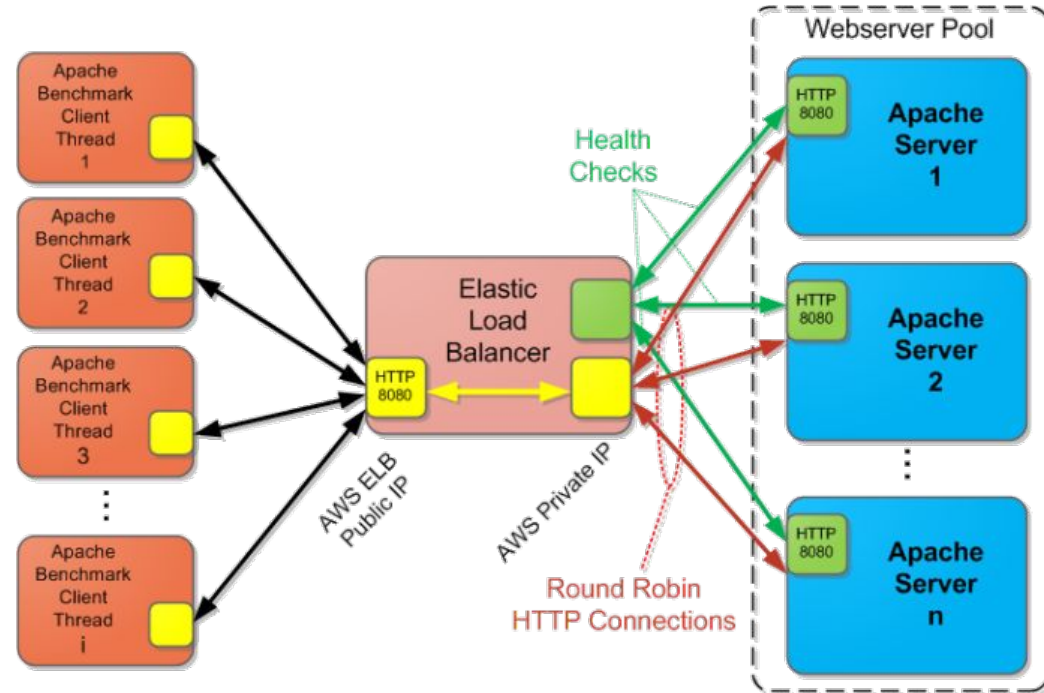 Apache
Benchmark
Client
Thread
1
Apache
Benchmark
Client
Thread
2
Apache
Benchmark
Client
Thread
3
Apache
Benchmark
Client
Thread
i
Elastic
Load
Balancer
HTTP
8080
AWS ELB
Public IP
AWS Private IP
Health
Checks
Round Robin
HTTP Connections
Webserver Pool
HTTP
8080
Apache
Server
1
HTTP
8080
Apache
Server
2
HTTP
8080
Apache
Server
n